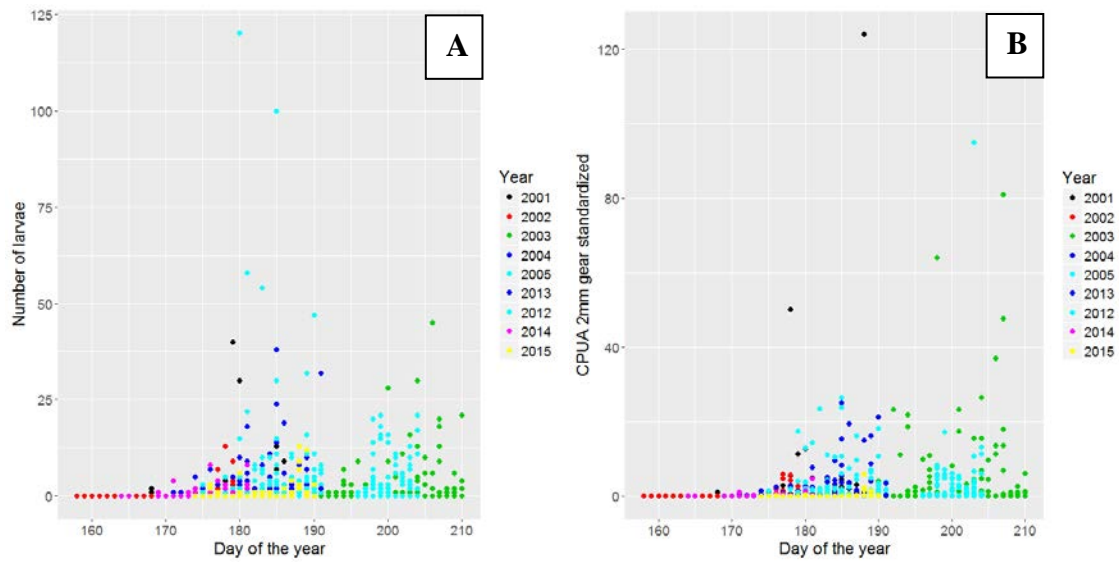 A
125
100
75
50
25
0
Number of larvae
160 170 180 190 200 210
Day of the year
Year
2001
2002
2003
2004
2005
2013
2012
2014
2015
B
120
80
40
0
CPUA 2mm gear standardized
160 170 180 190 200 210
Day of the year
Year
2001
2002
2003
2004
2005
2013
2012
2014
2015